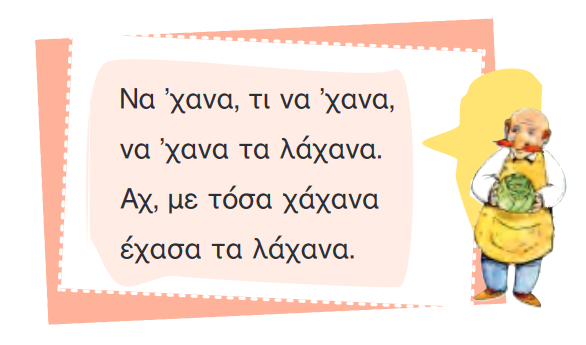 Να ’χανα, τι να ’χανα,
να ’χανα τα λάχανα.
Αχ, με τόσα χάχανα
έχασα τα λάχανα.